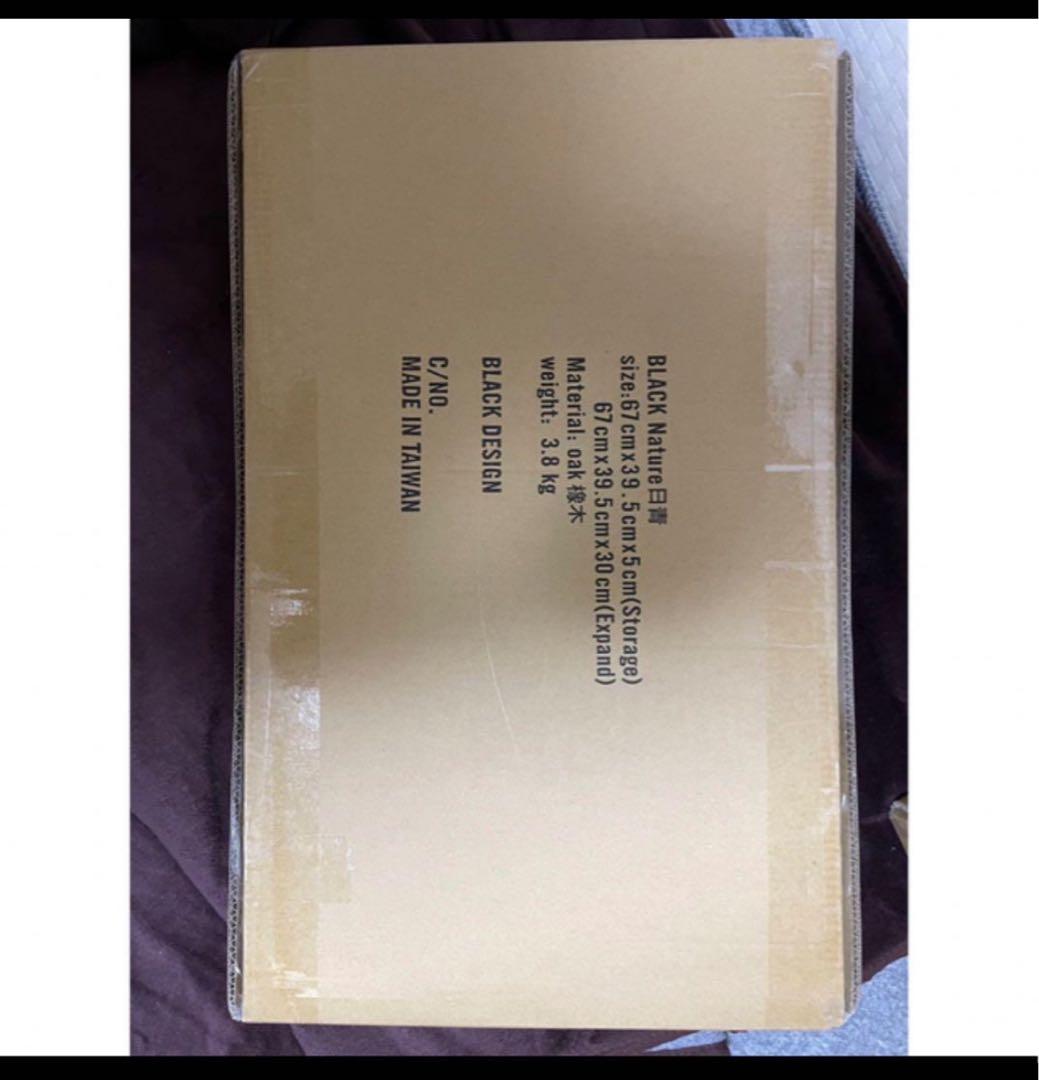 BLACK Nature日青
size:67cmx39.5cmx5cm(Storage)
67cmx39.5cmx30cm(Expand)
Material: oak 橡木
weight: 3.8 kg
BLACK DESIGN
C/NO.
MADE IN TAIWAN